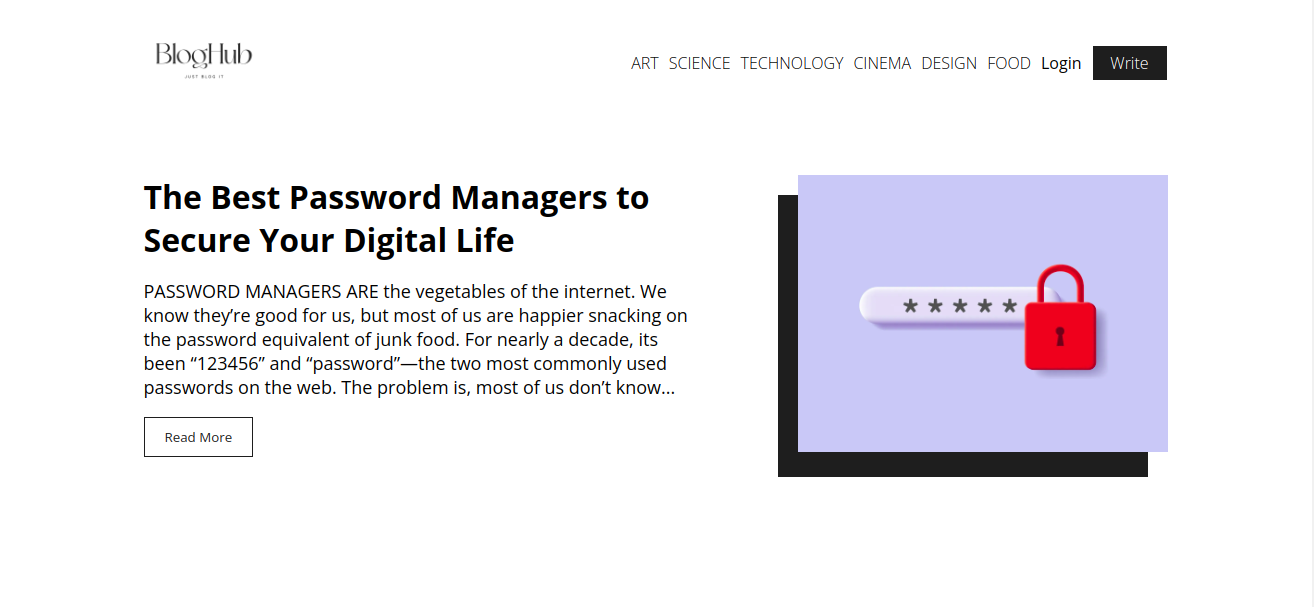 BlogHub
JUST BLOG IT
ART SCIENCE TECHNOLOGY CINEMA DESIGN FOOD Login Write
The Best Password Managers to
Secure Your Digital Life
PASSWORD MANAGERS ARE the vegetables of the internet. We
know they’re good for us, but most of us are happier snacking on
the password equivalent of junk food. For nearly a decade, its
been “123456” and “password”—the two most commonly used
passwords on the web. The problem is, most of us don’t know...
Read More
* * * * *